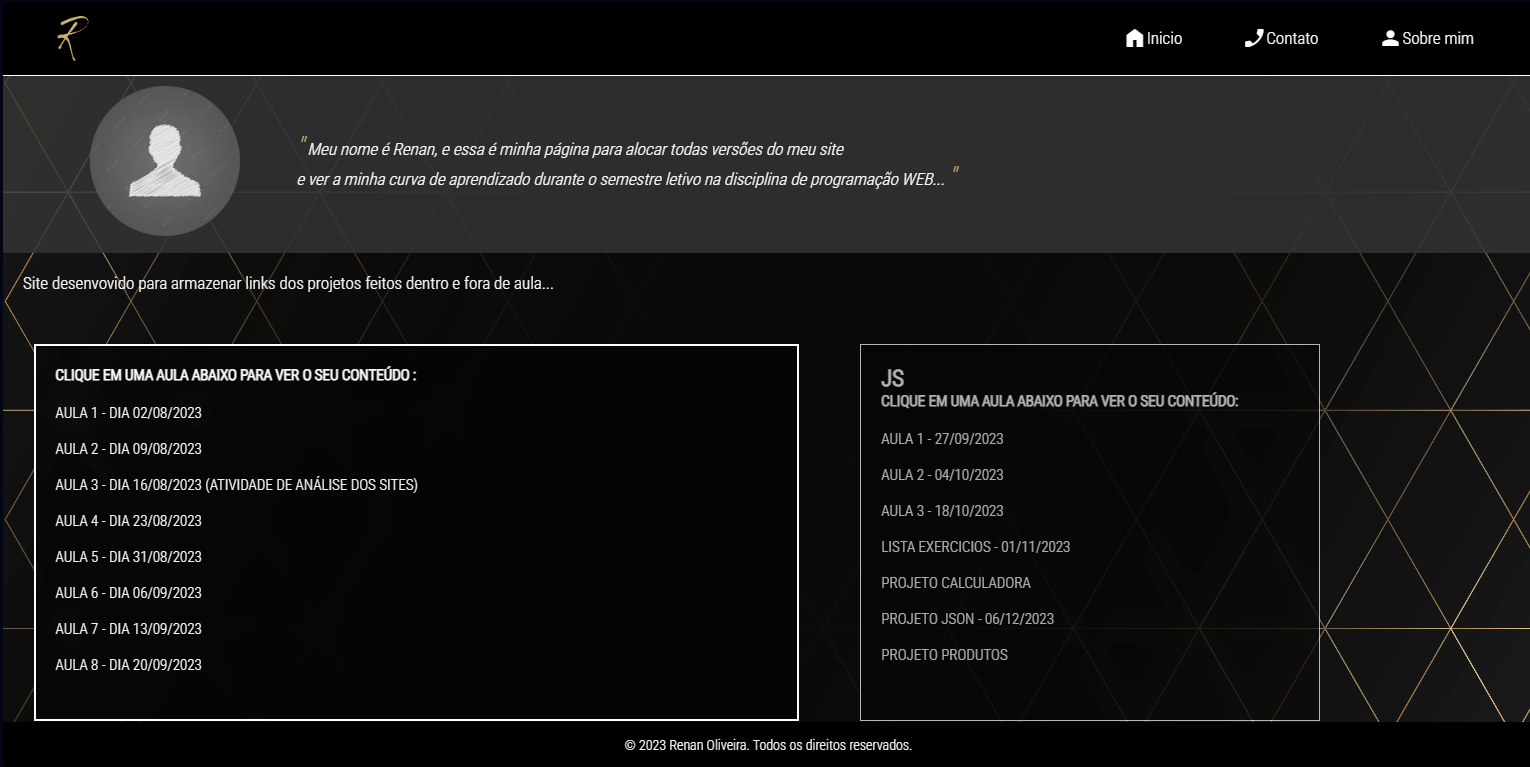 R
Inicio Contato Sobre mim
" Meu nome é Renan, e essa é minha página para alocar todas versões do meu site
e ver a minha curva de aprendizado durante o semestre letivo na disciplina de programação WEB... "
Site desenvovido para armazenar links dos projetos feitos dentro e fora de aula...
CLIQUE EM UMA AULA ABAIXO PARA VER O SEU CONTEÚDO :
AULA 1 - DIA 02/08/2023
AULA 2 - DIA 09/08/2023
AULA 3 - DIA 16/08/2023 (ATIVIDADE DE ANÁLISE DOS SITES)
AULA 4 - DIA 23/08/2023
AULA 5 - DIA 31/08/2023
AULA 6 - DIA 06/09/2023
AULA 7 - DIA 13/09/2023
AULA 8 - DIA 20/09/2023
JS
CLIQUE EM UMA AULA ABAIXO PARA VER O SEU CONTEÚDO:
AULA 1 - 27/09/2023
AULA 2 - 04/10/2023
AULA 3 - 18/10/2023
LISTA EXERCICIOS - 01/11/2023
PROJETO CALCULADORA
PROJETO JSON - 06/12/2023
PROJETO PRODUTOS
© 2023 Renan Oliveira. Todos os direitos reservados.